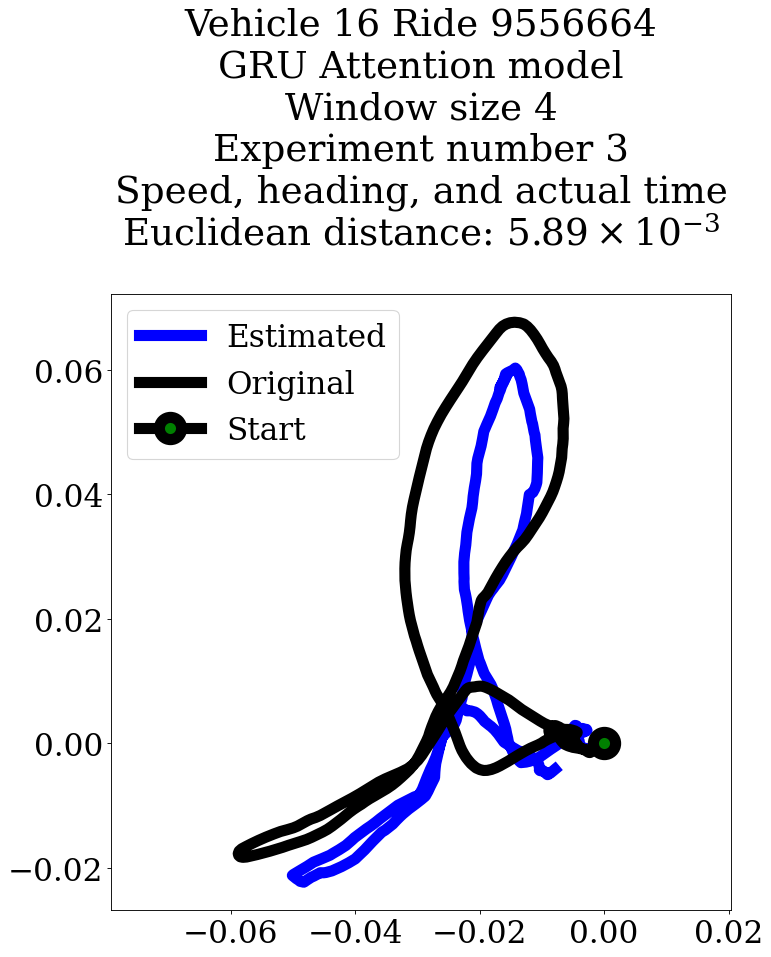 Vehicle 16 Ride 9556664
GRU Attention model
Window size 4
Experiment number 3
Speed, heading, and actual time
Euclidean distance: 5.89 × 10⁻³
Estimated
Original
Start
0.06
0.04
0.02
0.00
−0.02
−0.06 −0.04 −0.02 0.00 0.02